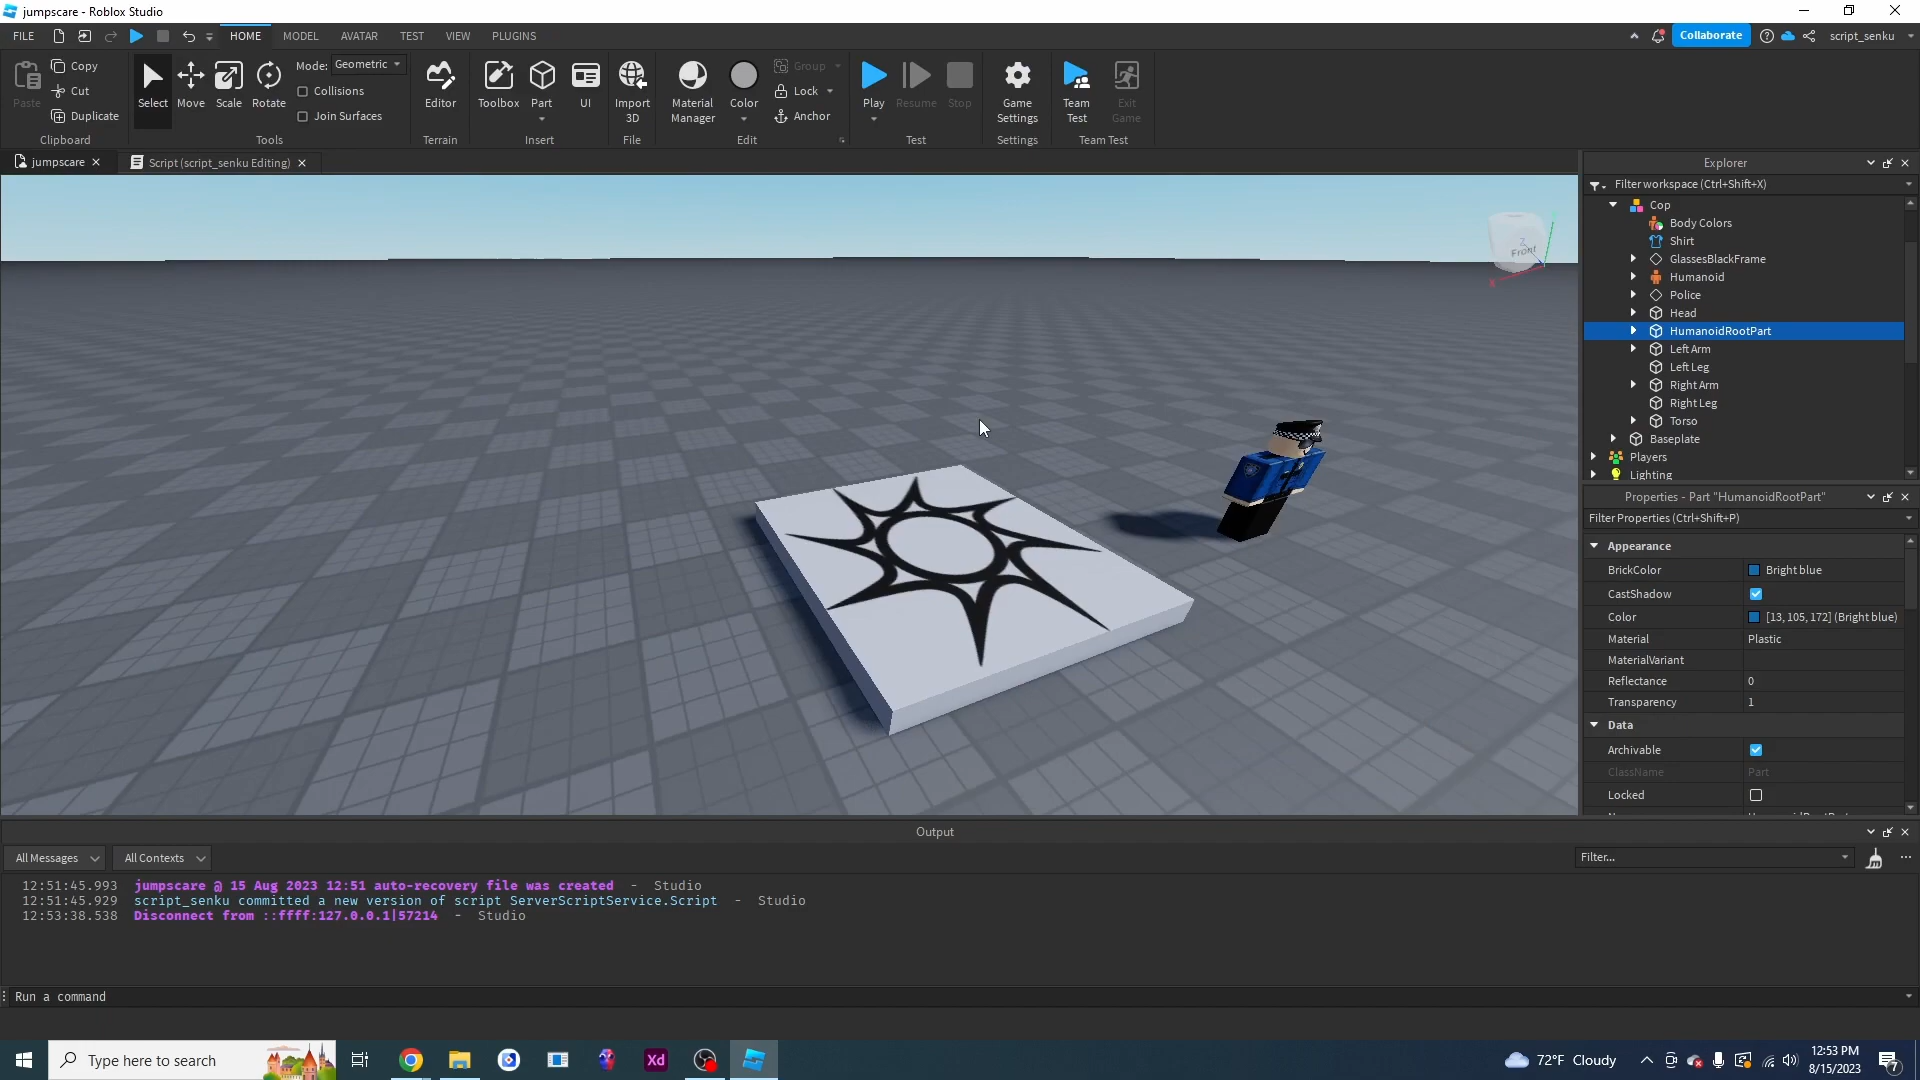 jumpscare - Roblox Studio
FILE
HOME
MODEL
AVATAR
TEST
VIEW
PLUGINS
Collaborate
script_senku
Paste
Copy
Cut
Duplicate
Clipboard
Select
Move
Scale
Rotate
Mode:
Geometric
Collisions
Join Surfaces
Tools
Editor
Terrain
Toolbox
Part
UI
Insert
Import
3D
File
Material
Manager
Color
Group
Lock
Anchor
Edit
Play
Resume
Stop
Test
Game
Settings
Settings
Team
Test
Exit
Game
Team Test
jumpscare
Script (script_senku Editing)
Front
Explorer
Filter workspace (Ctrl+Shift+X)
Cop
Body Colors
Shirt
GlassesBlackFrame
Humanoid
Police
Head
HumanoidRootPart
Left Arm
Left Leg
Right Arm
Right Leg
Torso
Baseplate
Players
Lighting
Properties - Part "HumanoidRootPart"
Filter Properties (Ctrl+Shift+P)
Appearance
BrickColor Bright blue
CastShadow
Color [13, 105, 172] (Bright blue)
Material Plastic
MaterialVariant
Reflectance 0
Transparency 1
Data
Archivable
ClassName Part
Locked
Output
All Messages
All Contexts
Filter...
12:51:45.993 jumpscare @ 15 Aug 2023 12:51 auto-recovery file was created - Studio
12:51:45.929 script_senku committed a new version of script ServerScriptService.Script - Studio
12:53:38.538 Disconnect from ::ffff:127.0.0.1|57214 - Studio
Run a command
Type here to search
Xd
72°F Cloudy
12:53 PM
8/15/2023
7